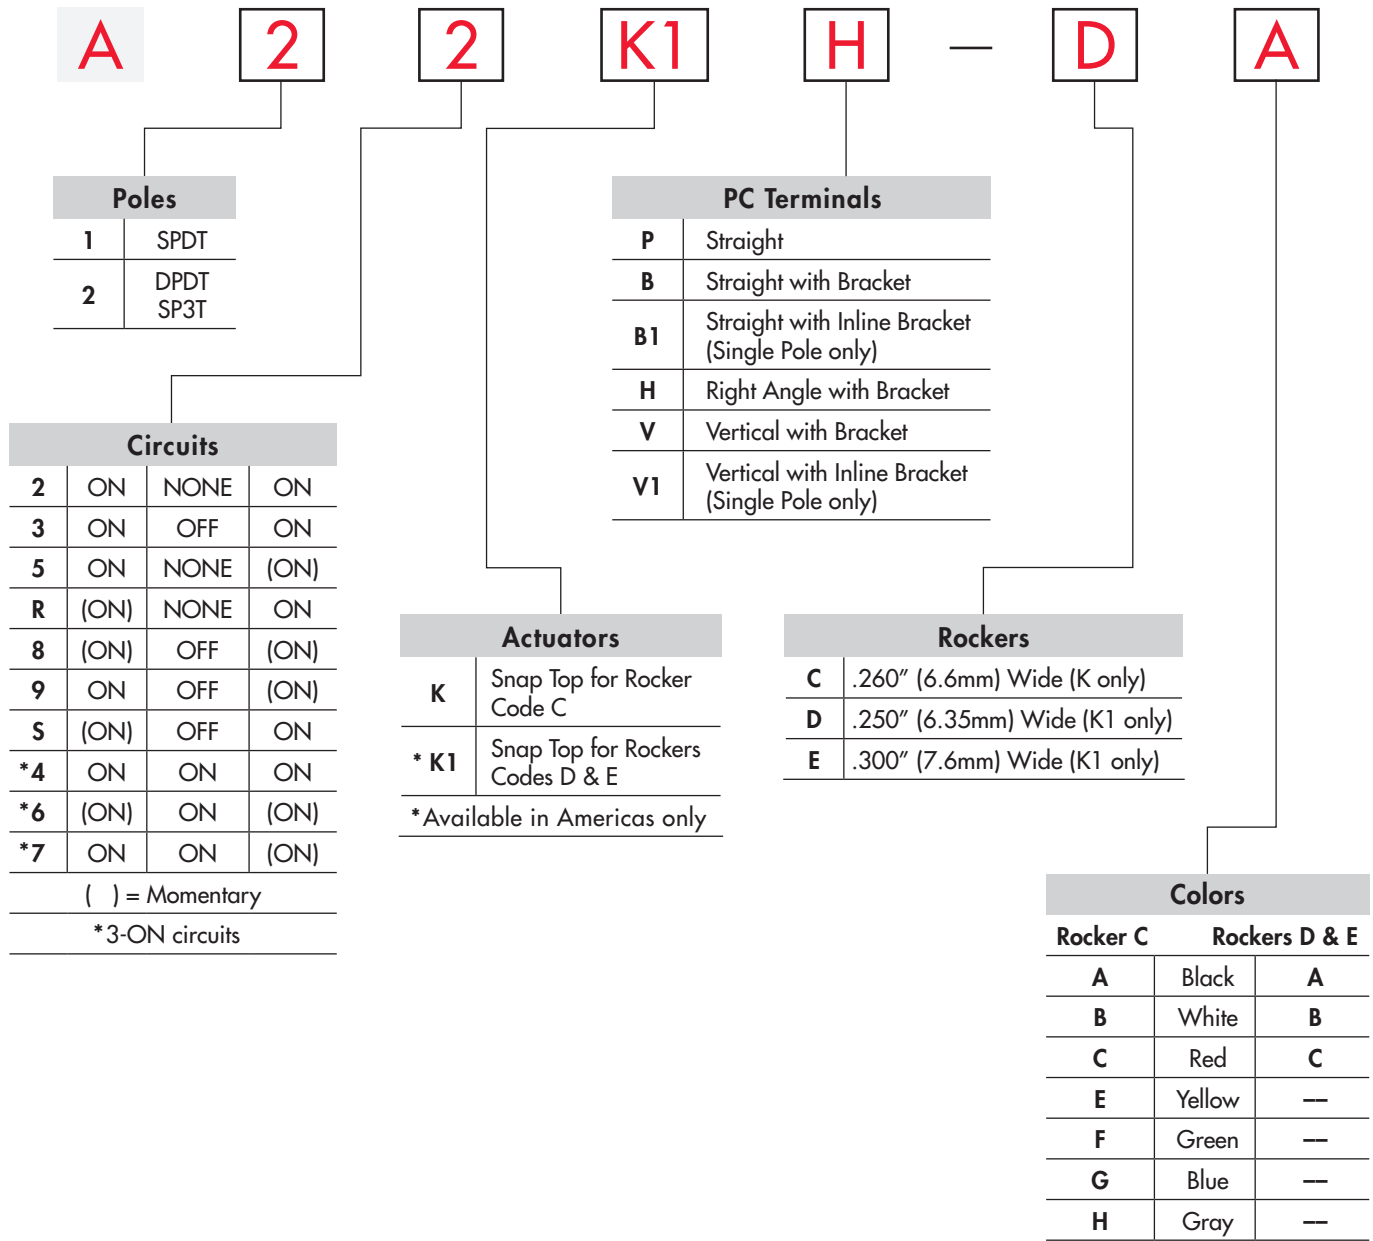 A 2 2 K1 H — D A
Poles
1 SPDT
2 DPDT
SP3T
PC Terminals
P Straight
B Straight with Bracket
B1 Straight with Inline Bracket
(Single Pole only)
H Right Angle with Bracket
V Vertical with Bracket
V1 Vertical with Inline Bracket
(Single Pole only)
Circuits
2 ON NONE ON
3 ON OFF ON
5 ON NONE (ON)
R (ON) NONE ON
8 (ON) OFF (ON)
9 ON OFF (ON)
S (ON) OFF ON
*4 ON ON ON
*6 (ON) ON (ON)
*7 ON ON (ON)
( ) = Momentary
*3-ON circuits
Actuators
K Snap Top for Rocker
Code C
* K1 Snap Top for Rockers
Codes D & E
*Available in Americas only
Rockers
C .260″ (6.6mm) Wide (K only)
D .250″ (6.35mm) Wide (K1 only)
E .300″ (7.6mm) Wide (K1 only)
Colors
Rocker C Rockers D & E
A Black A
B White B
C Red C
E Yellow —
F Green —
G Blue —
H Gray —